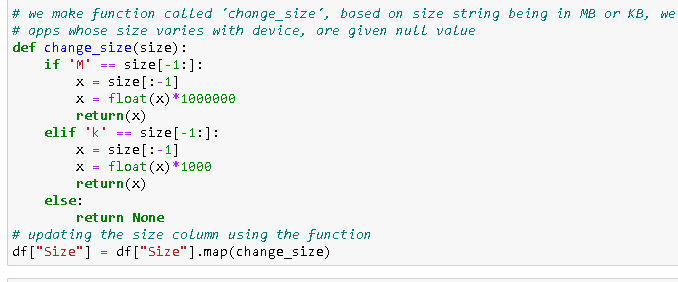 # we make function called 'change_size', based on size string being in MB or KB, we
# apps whose size varies with device, are given null value
def change_size(size):
    if 'M' == size[-1:]:
        x = size[:-1]
        x = float(x)*1000000
        return(x)
    elif 'k' == size[-1:]:
        x = size[:-1]
        x = float(x)*1000
        return(x)
    else:
        return None
# updating the size column using the function
df["Size"] = df["Size"].map(change_size)